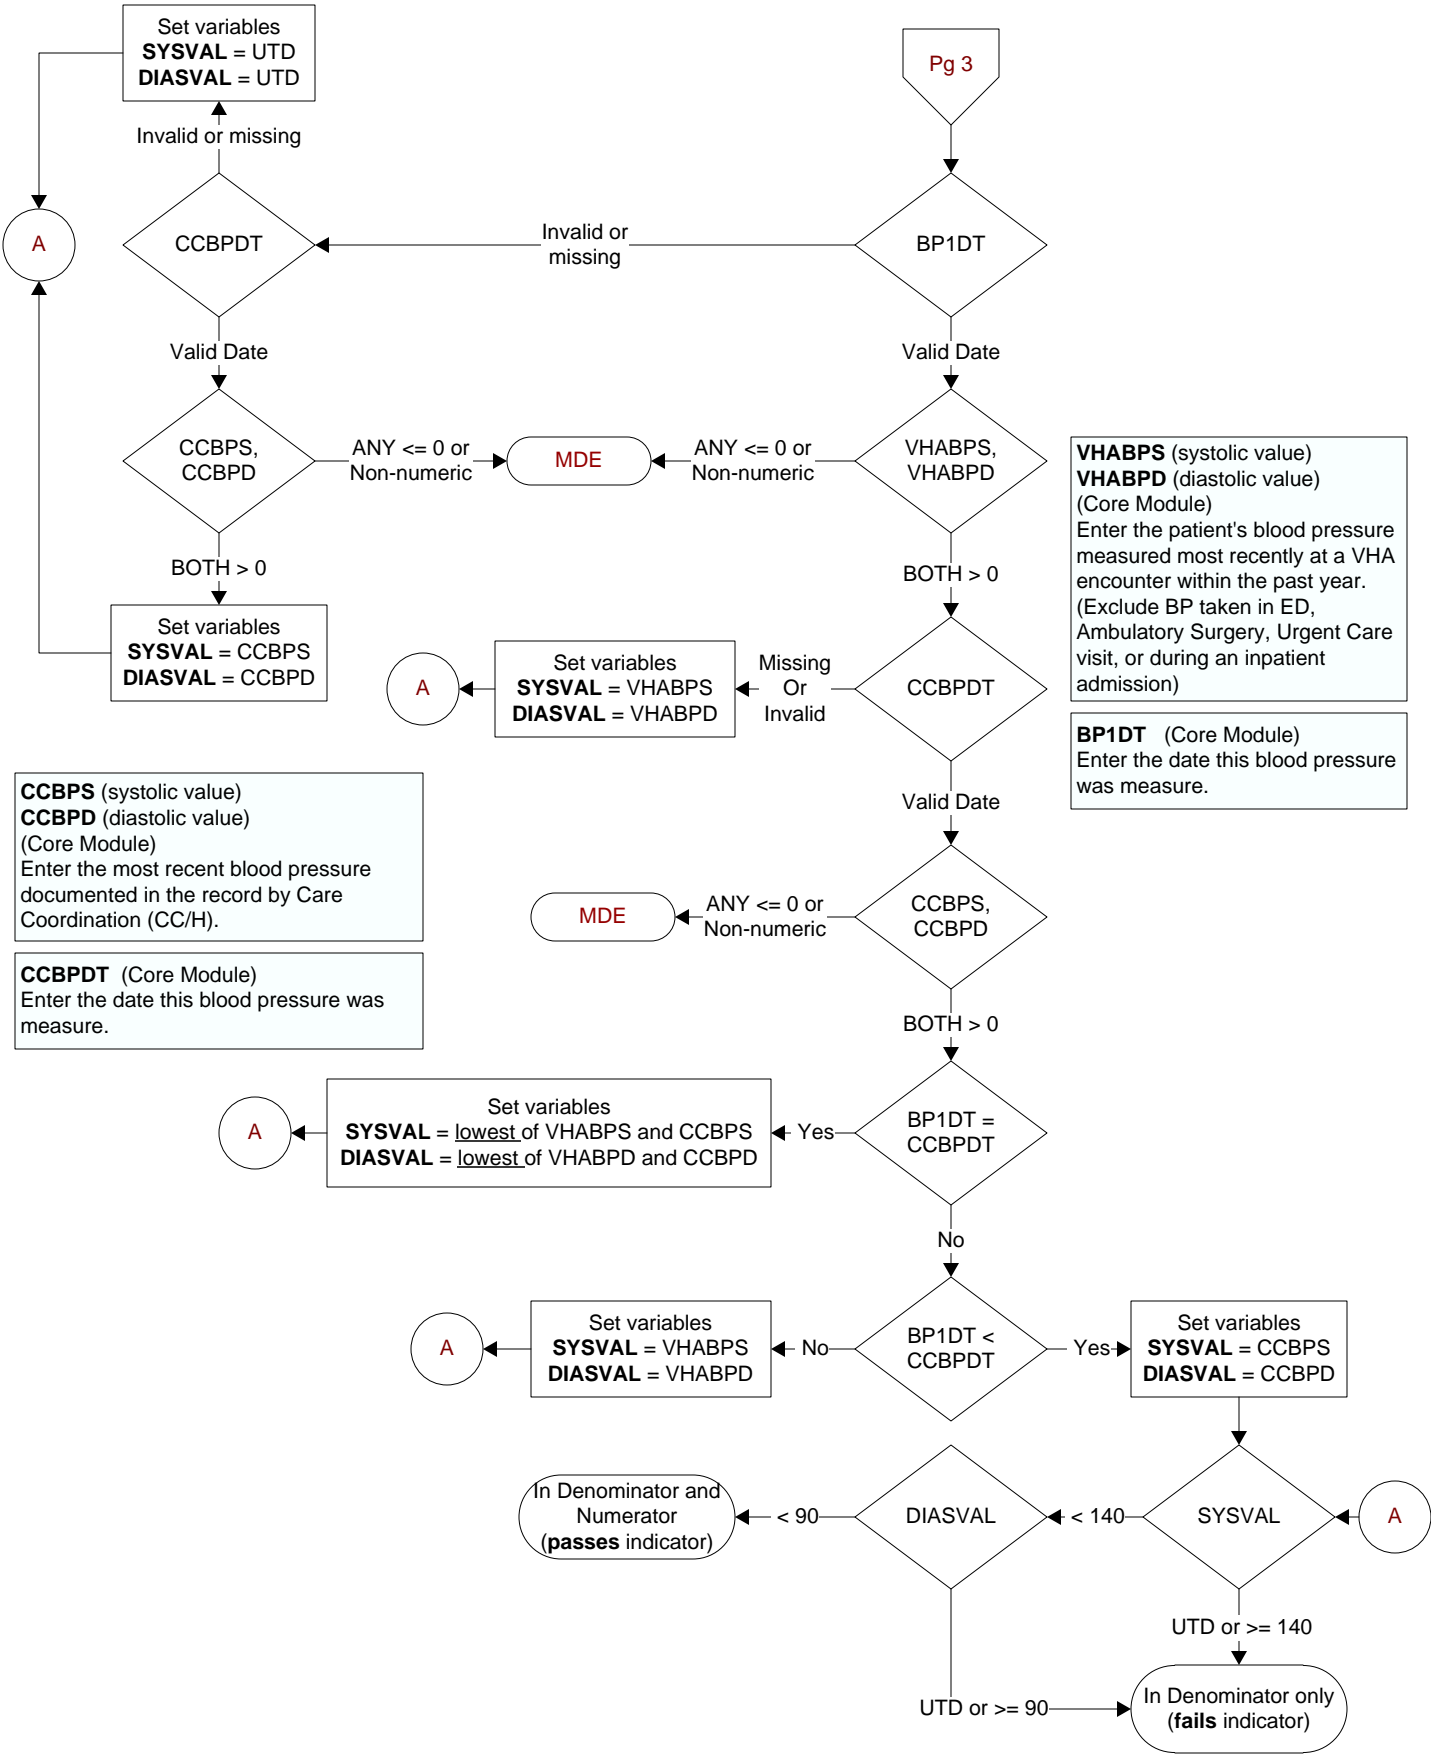 Set variables
SYSVAL = UTD
DIASVAL = UTD
Pg 3
Invalid or missing
A
CCBPDT
Invalid or
missing
BP1DT
Valid Date
Valid Date
CCBPS,
CCBPD
ANY <= 0 or
Non-numeric
MDE
ANY <= 0 or
Non-numeric
VHABPS,
VHABPD
VHABPS (systolic value)
VHABPD (diastolic value)
(Core Module)
Enter the patient's blood pressure
measured most recently at a VHA
encounter within the past year.
(Exclude BP taken in ED,
Ambulatory Surgery, Urgent Care
visit, or during an inpatient
admission)
BOTH > 0
BOTH > 0
Set variables
SYSVAL = CCBPS
DIASVAL = CCBPD
A
Set variables
SYSVAL = VHABPS
DIASVAL = VHABPD
Missing
Or
Invalid
CCBPDT
BP1DT (Core Module)
Enter the date this blood pressure
was measure.
CCBPS (systolic value)
CCBPD (diastolic value)
(Core Module)
Enter the most recent blood pressure
documented in the record by Care
Coordination (CC/H).
Valid Date
MDE
ANY <= 0 or
Non-numeric
CCBPS,
CCBPD
CCBPDT (Core Module)
Enter the date this blood pressure was
measure.
BOTH > 0
A
Set variables
SYSVAL = lowest of VHABPS and CCBPS
DIASVAL = lowest of VHABPD and CCBPD
Yes
BP1DT =
CCBPDT
No
A
Set variables
SYSVAL = VHABPS
DIASVAL = VHABPD
No
BP1DT <
CCBPDT
Yes
Set variables
SYSVAL = CCBPS
DIASVAL = CCBPD
In Denominator and
Numerator
(passes indicator)
< 90
DIASVAL
< 140
SYSVAL
A
UTD or >= 140
UTD or >= 90
In Denominator only
(fails indicator)